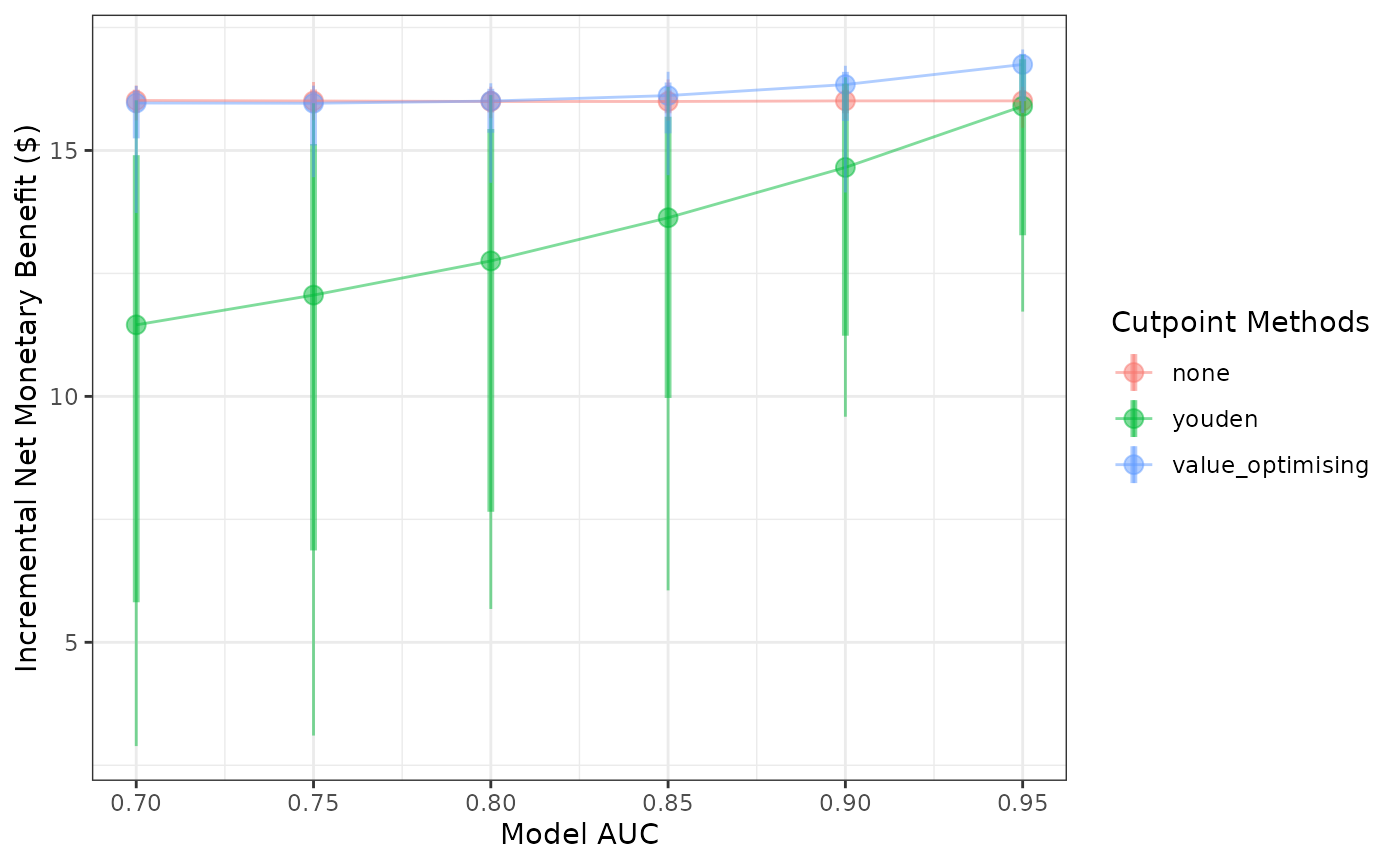 Incremental Net Monetary Benefit ($)
15
10
5
0.70 0.75 0.80 0.85 0.90 0.95
Model AUC
Cutpoint Methods
none
youden
value_optimising